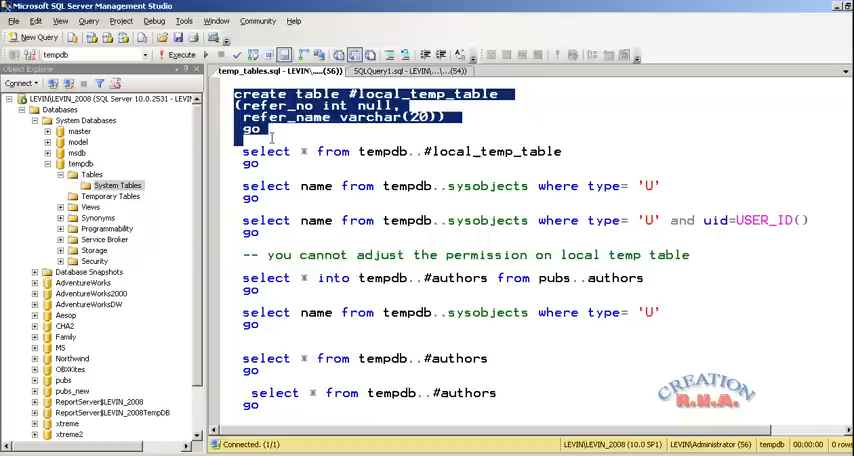 Microsoft SQL Server Management Studio
File Edit View Query Project Debug Tools Window Community Help
New Query
tempdb Execute
Object Explorer
Connect
LEVIN\LEVIN_2008 (SQL Server 10.0.2531 - LEVIN\
Databases
System Databases
master
model
msdb
tempdb
Tables
System Tables
Temporary Tables
Views
Synonyms
Programmability
Service Broker
Storage
Security
Database Snapshots
AdventureWorks
AdventureWorks2000
AdventureWorksDW
Aesop
CHA2
Family
MS
Northwind
OBXKites
pubs
pubs_new
ReportServer$LEVIN_2008
ReportServer$LEVIN_2008TempDB
xtreme
xtreme2
temp_tables.sql - LEVIN\.....(56)) SQLQuery1.sql - LEVIN\...\...(54))
create table #local_temp_table
(refer_no int null,
refer_name varchar(20))
go
select * from tempdb..#local_temp_table
go
select name from tempdb..sysobjects where type= 'U'
go
select name from tempdb..sysobjects where type= 'U' and uid=USER_ID()
go
-- you cannot adjust the permission on local temp table
select * into tempdb..#authors from pubs..authors
go
select name from tempdb..sysobjects where type= 'U'
go
select * from tempdb..#authors
go
select * from tempdb..#authors
go
CREATION
R.N.A.
Connected. (1/1) LEVIN\LEVIN_2008 (10.0 SP1) LEVIN\Administrator (56) tempdb 00:00:00 0 rows